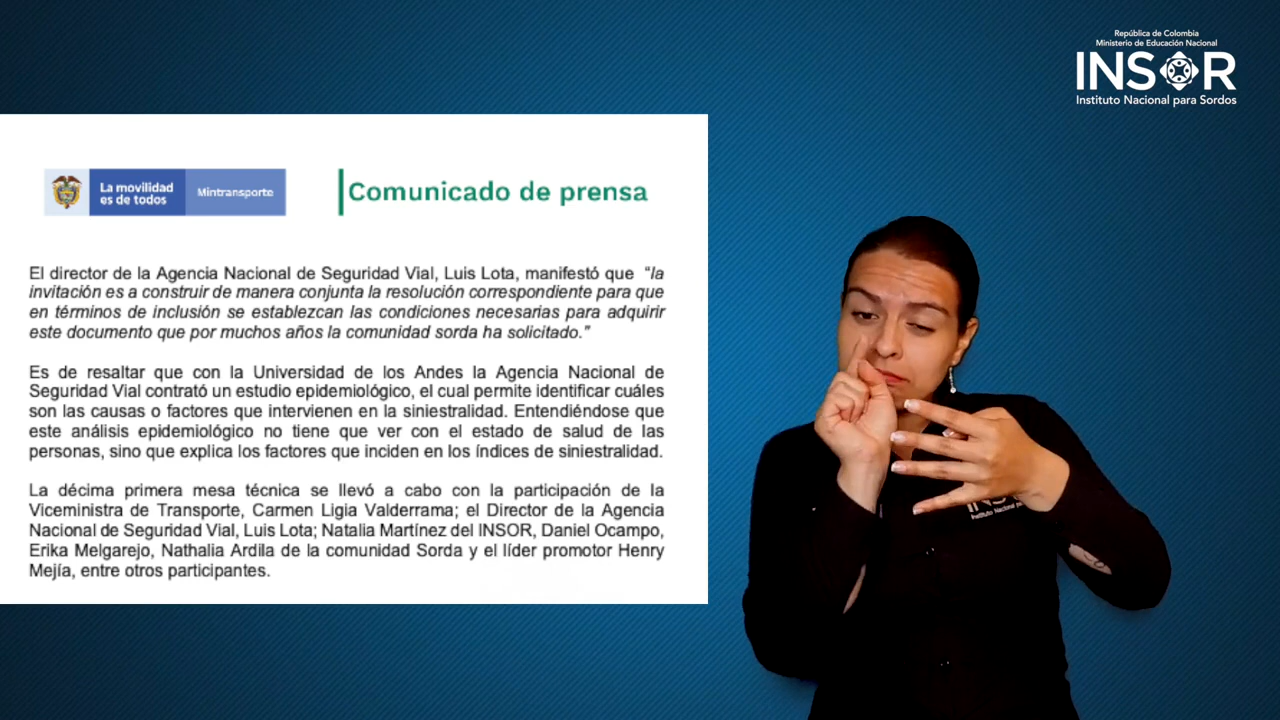 República de Colombia
Ministerio de Educación Nacional
INSOR
Instituto Nacional para Sordos
La movilidad
es de todos
Mintransporte
Comunicado de prensa
El director de la Agencia Nacional de Seguridad Vial, Luis Lota, manifestó que “la
invitación es a construir de manera conjunta la resolución correspondiente para que
en términos de inclusión se establezcan las condiciones necesarias para adquirir
este documento que por muchos años la comunidad sorda ha solicitado.”
Es de resaltar que con la Universidad de los Andes la Agencia Nacional de
Seguridad Vial contrató un estudio epidemiológico, el cual permite identificar cuáles
son las causas o factores que intervienen en la siniestralidad. Entendiéndose que
este análisis epidemiológico no tiene que ver con el estado de salud de las
personas, sino que explica los factores que inciden en los índices de siniestralidad.
La décima primera mesa técnica se llevó a cabo con la participación de la
Viceministra de Transporte, Carmen Ligia Valderrama; el Director de la Agencia
Nacional de Seguridad Vial, Luis Lota; Natalia Martínez del INSOR, Daniel Ocampo,
Erika Melgarejo, Nathalia Ardila de la comunidad Sorda y el líder promotor Henry
Mejía, entre otros participantes.